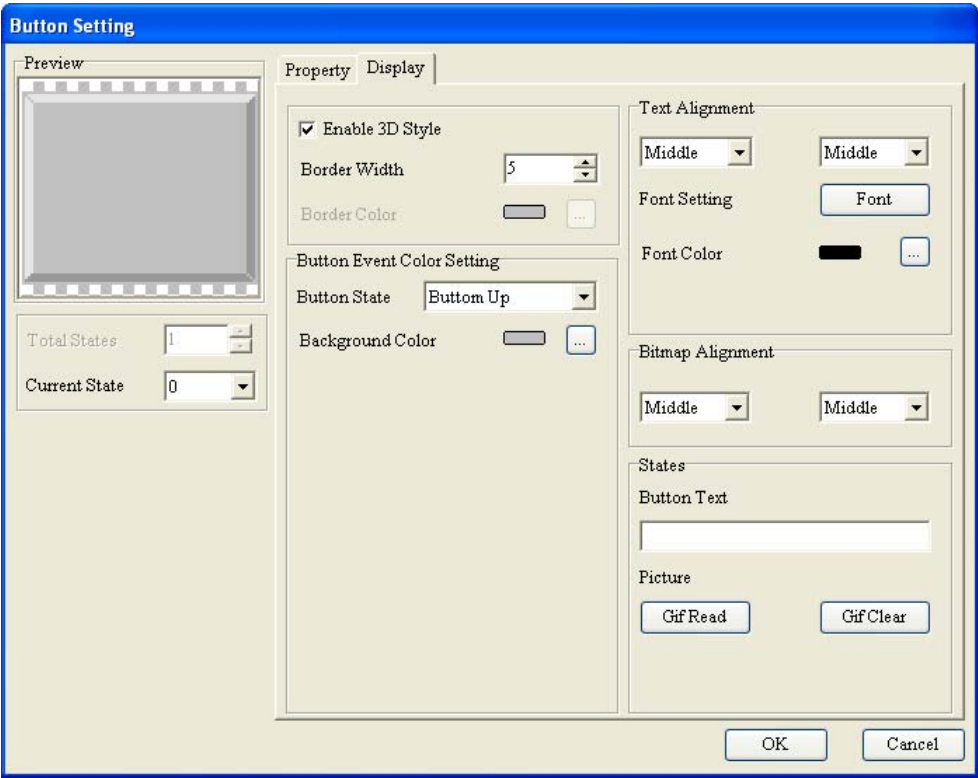 Button Setting
Preview
Total States 1
Current State 0
Property Display
Enable 3D Style
Border Width 5
Border Color ...
Button Event Color Setting
Button State Buttom Up
Background Color ...
Text Alignment
Middle Middle
Font Setting Font
Font Color ...
Bitmap Alignment
Middle Middle
States
Button Text
Picture
Gif Read Gif Clear
OK Cancel